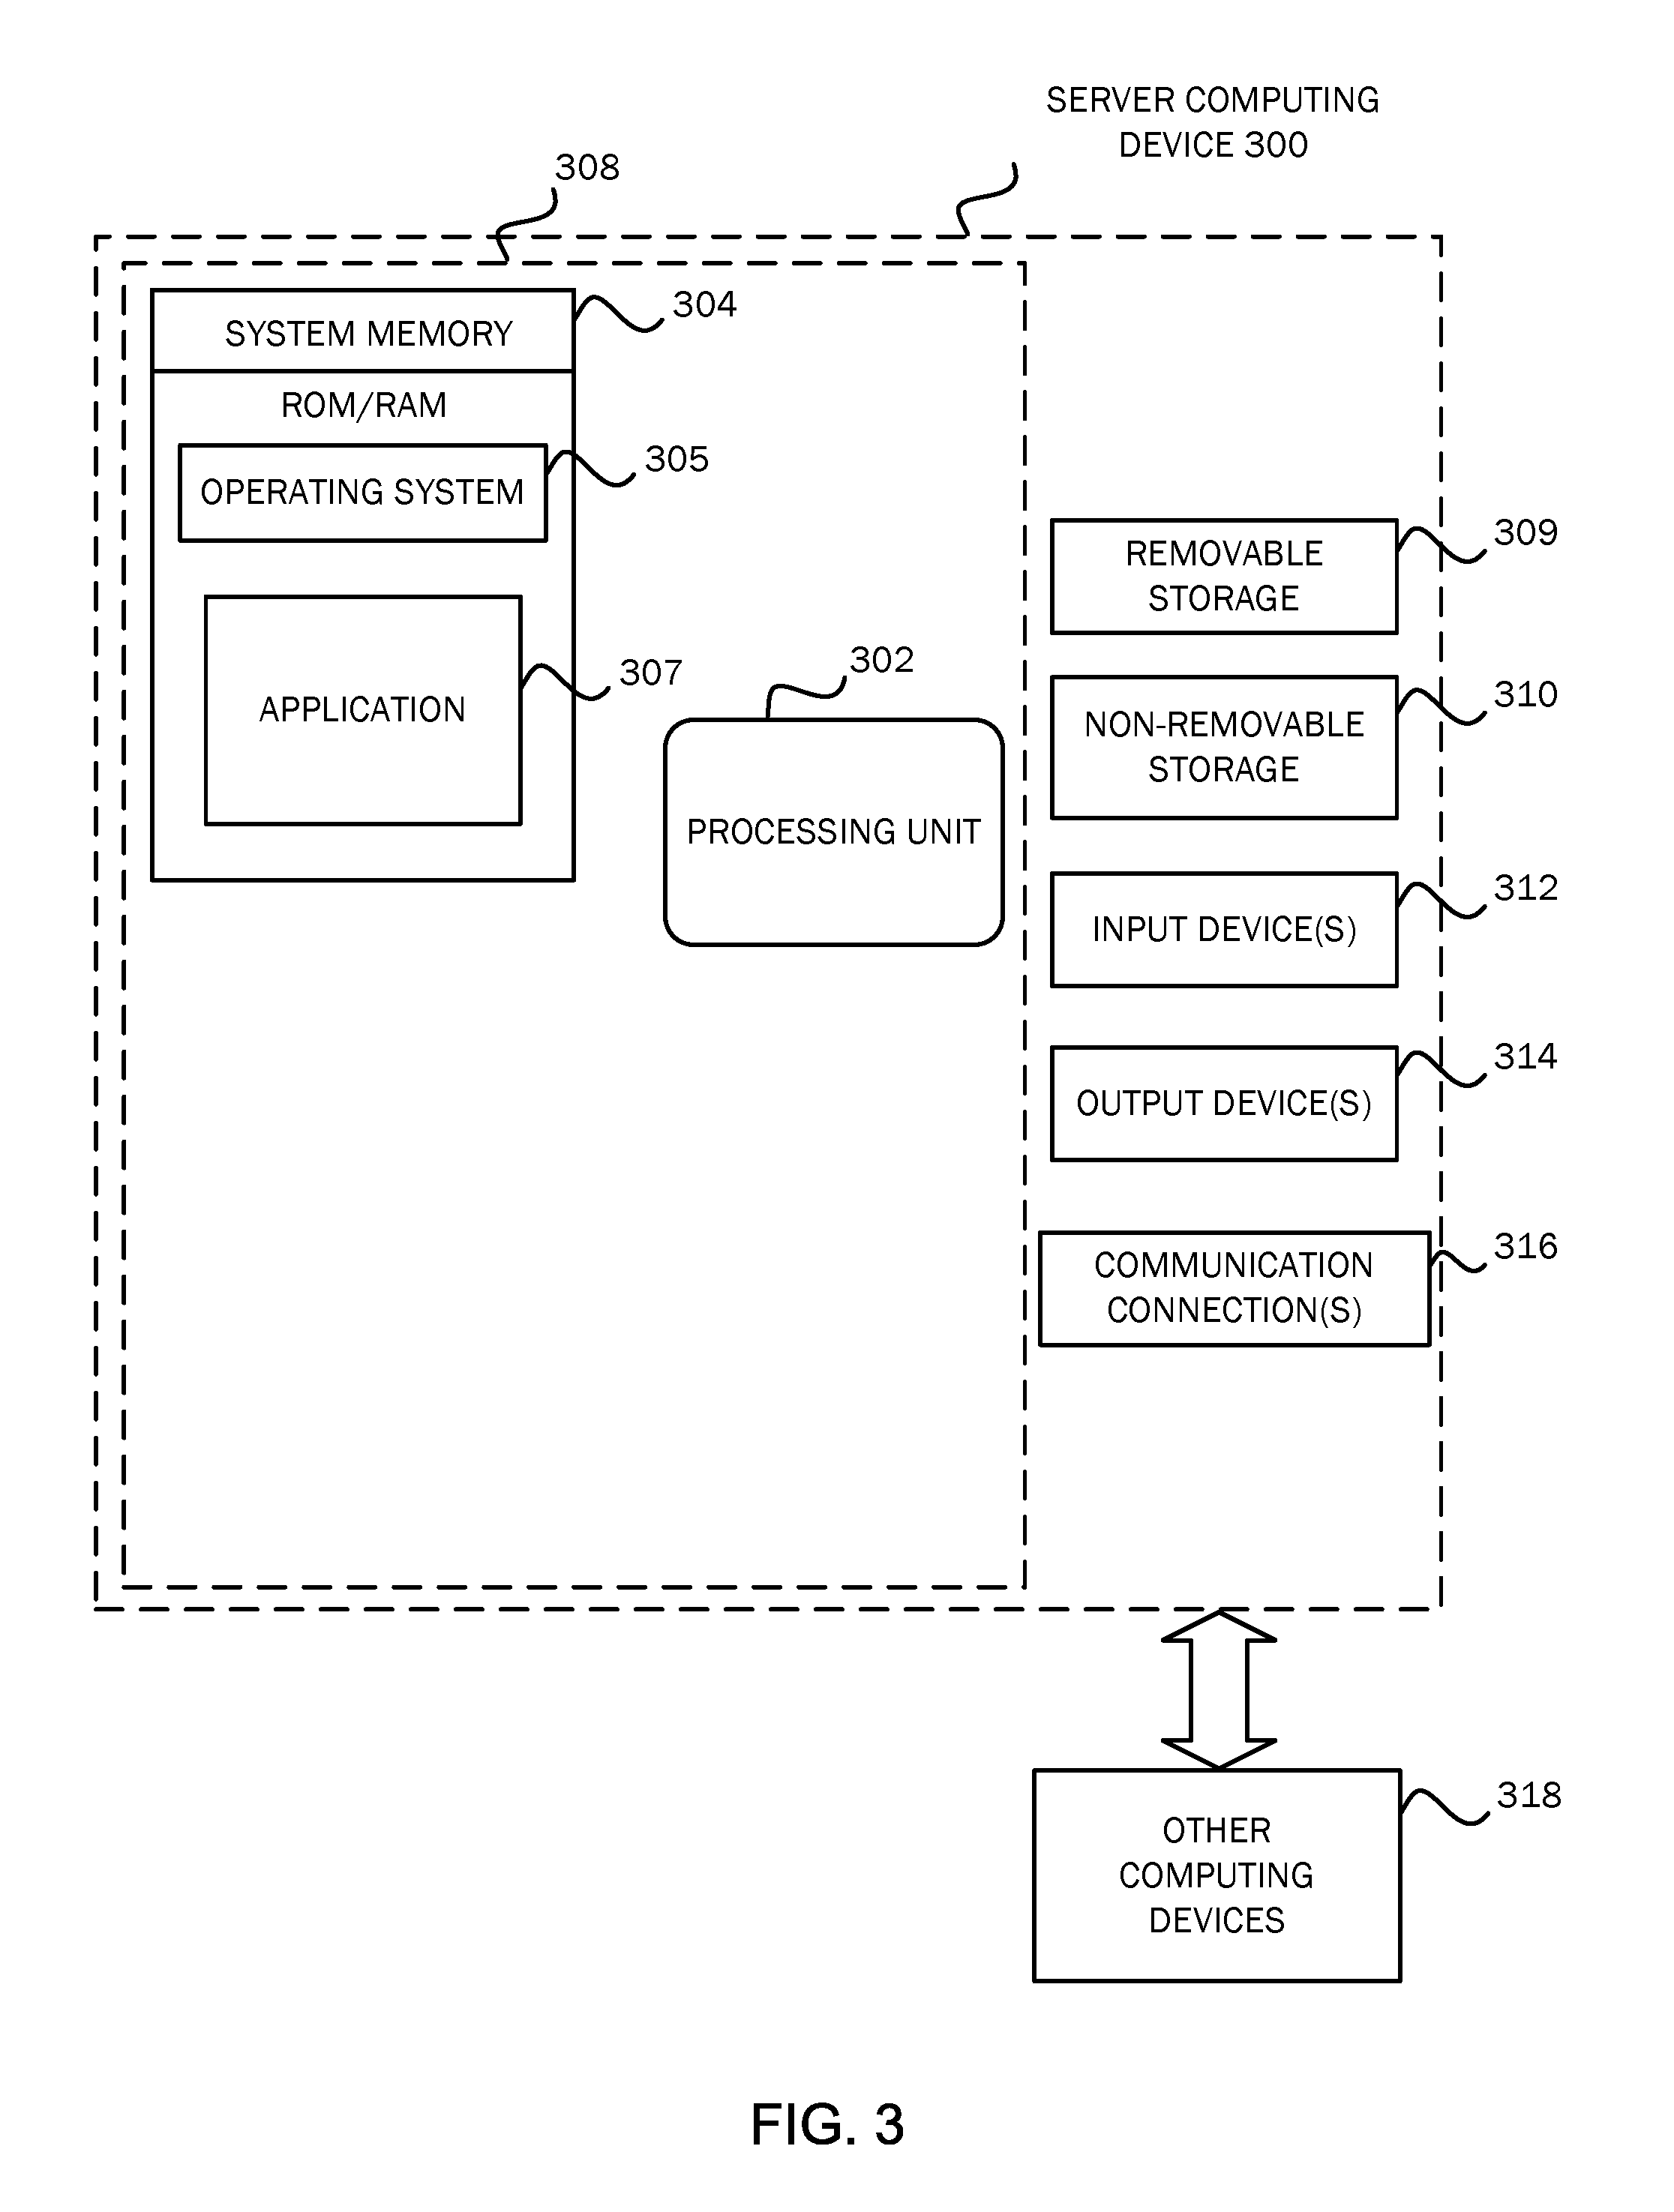 SERVER COMPUTING
DEVICE 300
308
304
SYSTEM MEMORY
ROM/RAM
305
OPERATING SYSTEM
307
APPLICATION
302
PROCESSING UNIT
309
REMOVABLE
STORAGE
310
NON-REMOVABLE
STORAGE
312
INPUT DEVICE(S)
314
OUTPUT DEVICE(S)
316
COMMUNICATION
CONNECTION(S)
318
OTHER
COMPUTING
DEVICES
FIG. 3